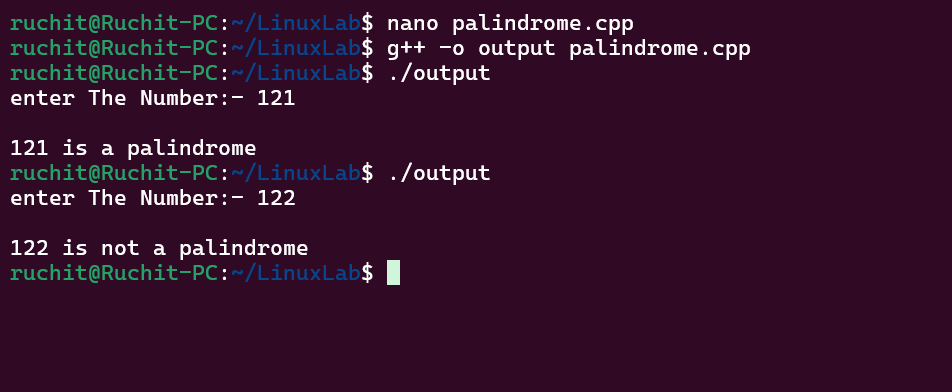 ruchit@Ruchit-PC:~/LinuxLab$ nano palindrome.cpp
ruchit@Ruchit-PC:~/LinuxLab$ g++ -o output palindrome.cpp
ruchit@Ruchit-PC:~/LinuxLab$ ./output
enter The Number:- 121
121 is a palindrome
ruchit@Ruchit-PC:~/LinuxLab$ ./output
enter The Number:- 122
122 is not a palindrome
ruchit@Ruchit-PC:~/LinuxLab$